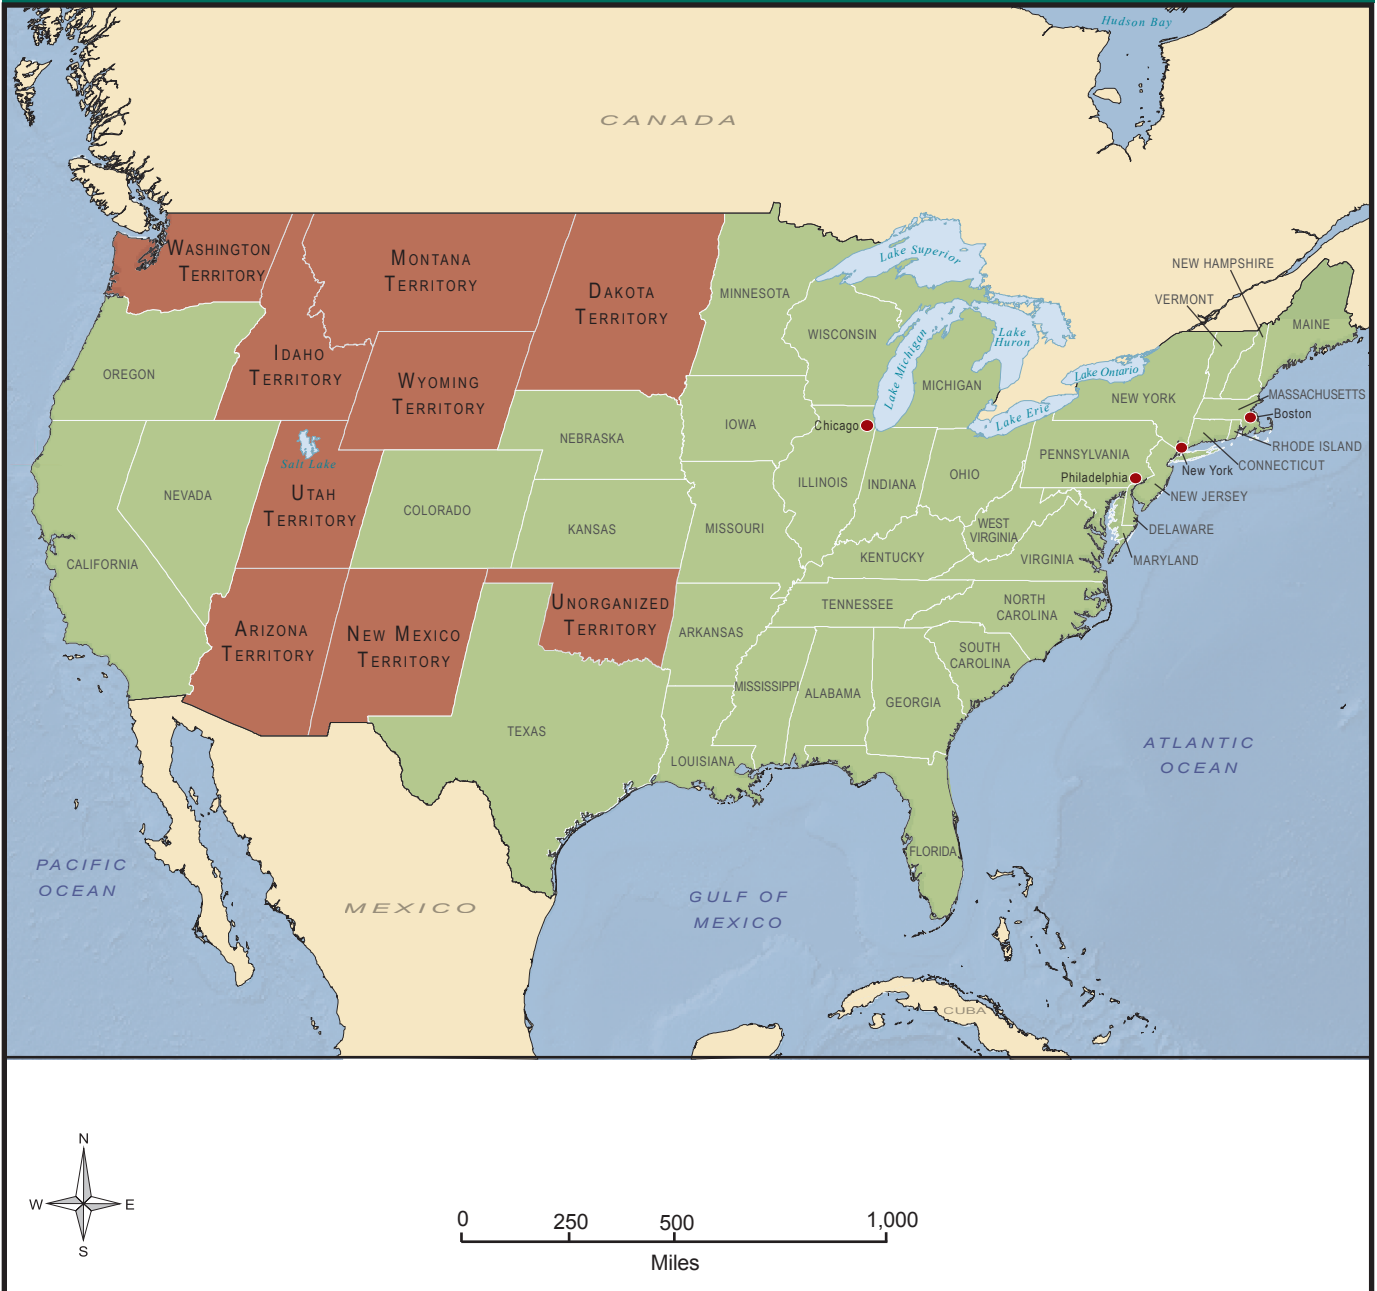 Hudson Bay
CANADA
WASHINGTON
TERRITORY
MONTANA
TERRITORY
DAKOTA
TERRITORY
IDAHO
TERRITORY
WYOMING
TERRITORY
OREGON
MINNESOTA
WISCONSIN
Lake Superior
Lake Michigan
Lake
Huron
MICHIGAN
Lake Erie
Lake Ontario
NEW HAMPSHIRE
VERMONT
MAINE
NEW YORK
MASSACHUSETTS
Boston
RHODE ISLAND
CONNECTICUT
New York
NEW JERSEY
DELAWARE
MARYLAND
PENNSYLVANIA
Philadelphia
Chicago
IOWA
NEBRASKA
Salt Lake
UTAH
TERRITORY
NEVADA
CALIFORNIA
COLORADO
KANSAS
MISSOURI
ILLINOIS
INDIANA
OHIO
WEST
VIRGINIA
VIRGINIA
KENTUCKY
TENNESSEE
NORTH
CAROLINA
SOUTH
CAROLINA
ARIZONA
TERRITORY
NEW MEXICO
TERRITORY
UNORGANIZED
TERRITORY
ARKANSAS
MISSISSIPPI
ALABAMA
GEORGIA
TEXAS
LOUISIANA
FLORIDA
ATLANTIC
OCEAN
PACIFIC
OCEAN
GULF OF
MEXICO
MEXICO
CUBA
N
W
E
S
0
250
500
1,000
Miles